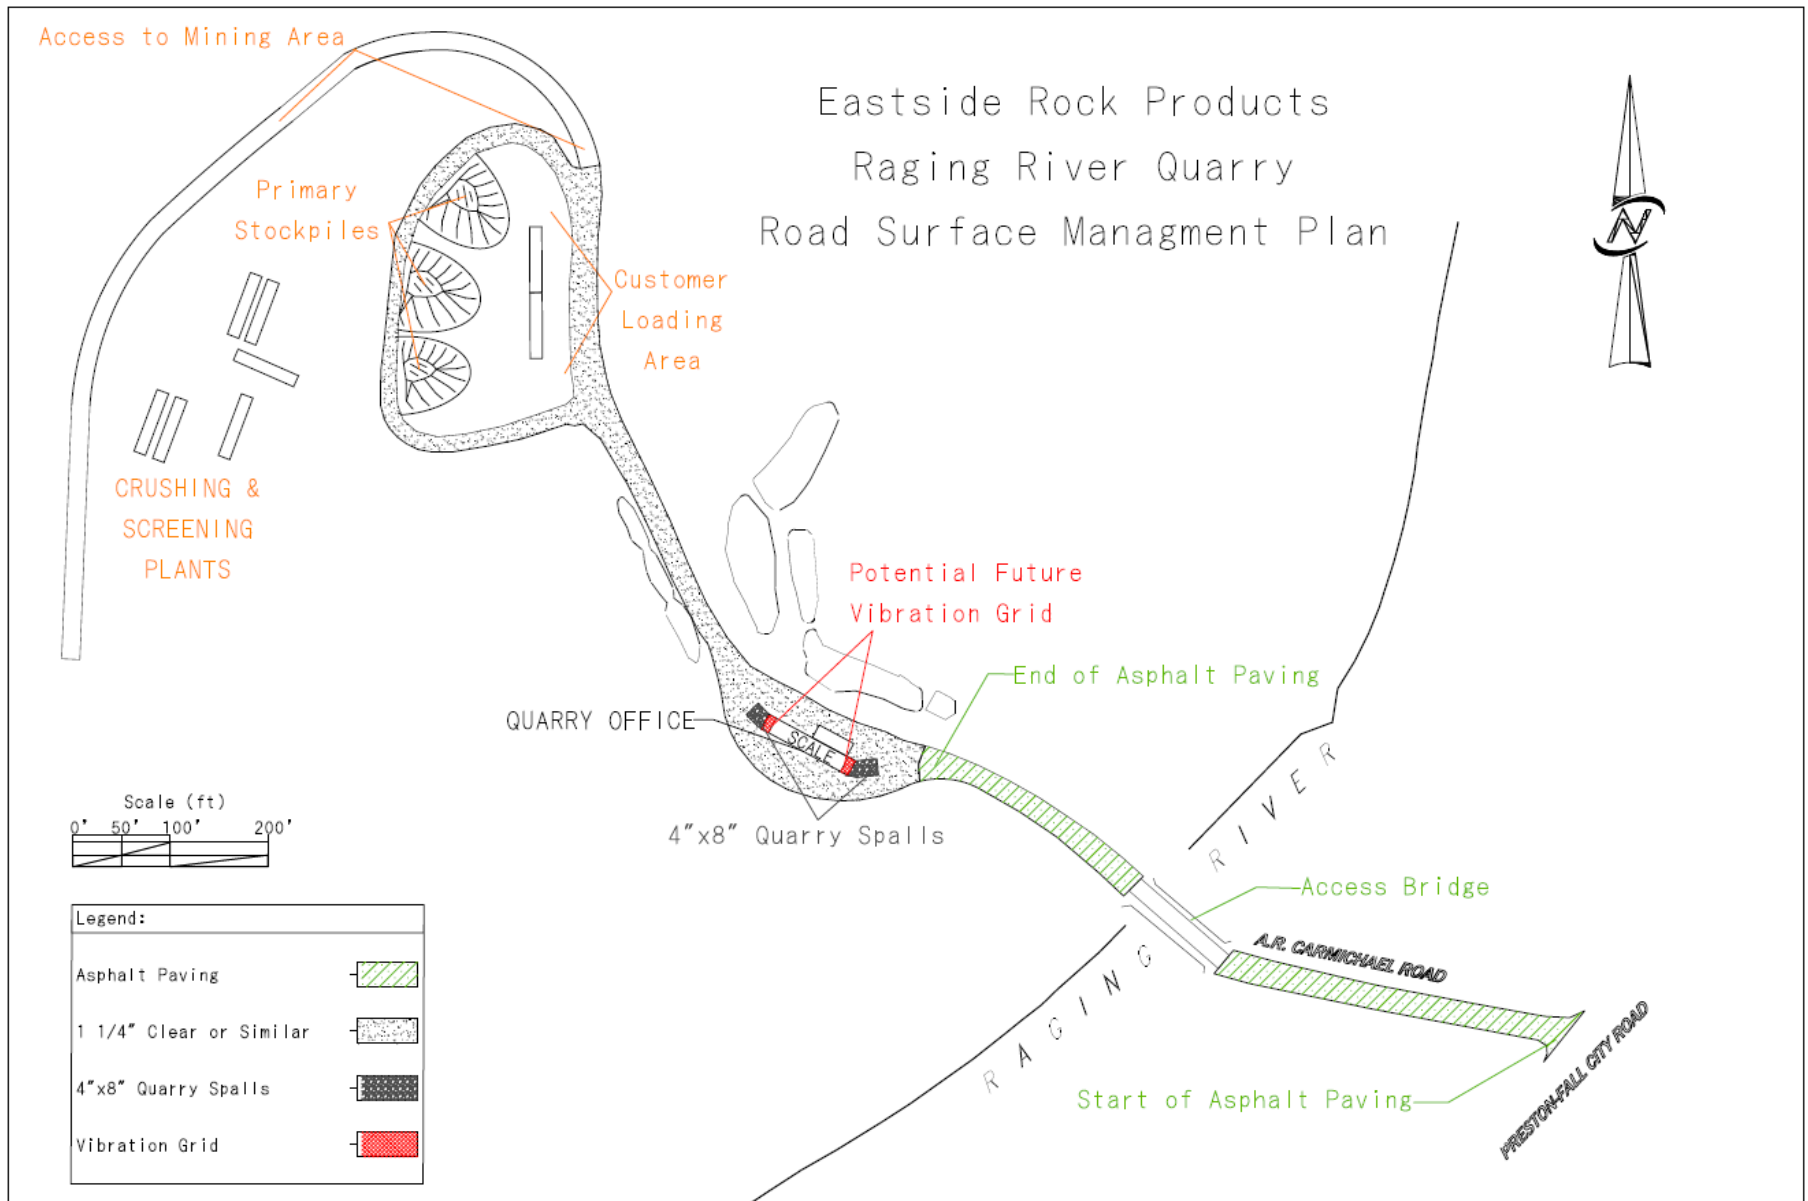 Access to Mining Area
Eastside Rock Products
Raging River Quarry
Road Surface Managment Plan
N
Primary
Stockpiles
Customer
Loading
Area
CRUSHING &
SCREENING
PLANTS
Potential Future
Vibration Grid
End of Asphalt Paving
QUARRY OFFICE
SCALE
4"x8" Quarry Spalls
RAGING RIVER
Access Bridge
A.R. CARMICHAEL ROAD
PRESTON-FALL CITY ROAD
Start of Asphalt Paving
Scale (ft)
0' 50' 100' 200'
Legend:
Asphalt Paving
1 1/4" Clear or Similar
4"x8" Quarry Spalls
Vibration Grid